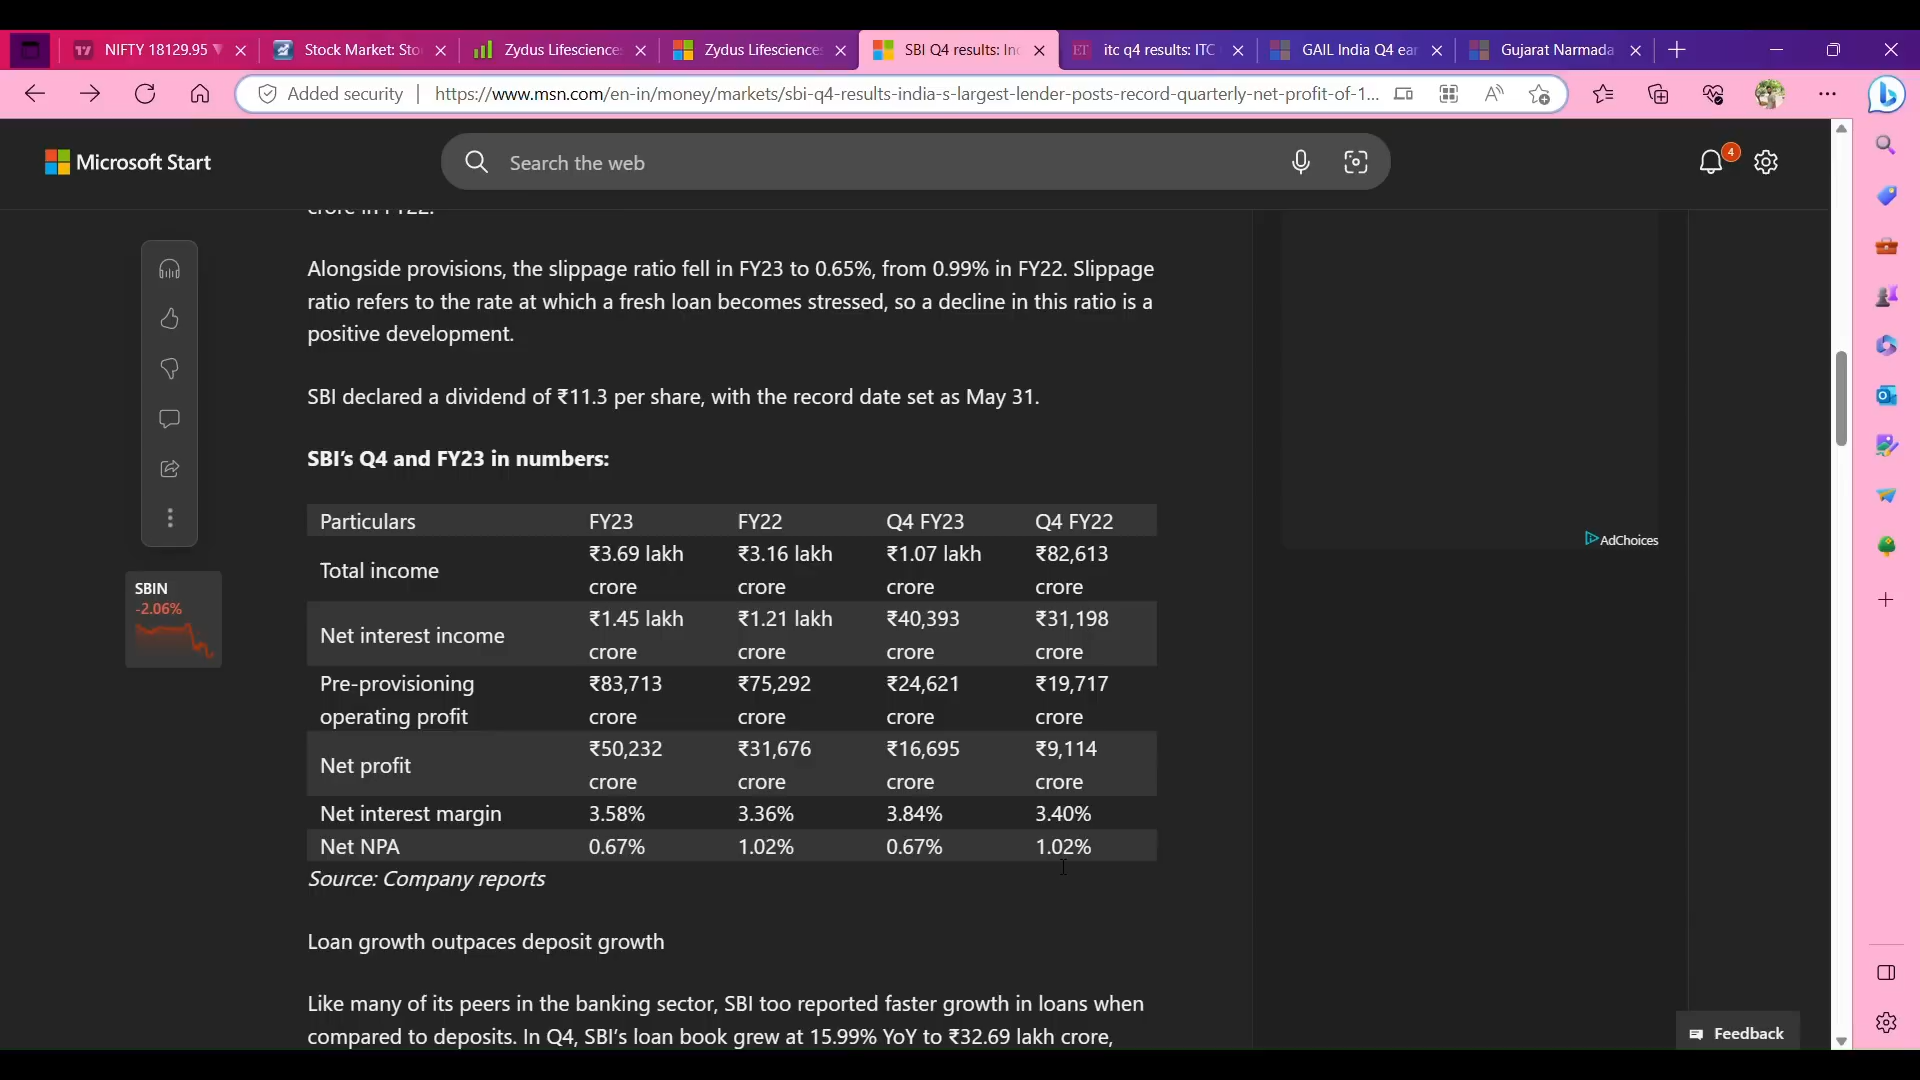 NIFTY 18129.95
Stock Market: Sto
Zydus Lifescience
Zydus Lifescience
SBI Q4 results: In
ET
itc q4 results: ITC
GAIL India Q4 ear
Gujarat Narmada
Added security
https://www.msn.com/en-in/money/markets/sbi-q4-results-india-s-largest-lender-posts-record-quarterly-net-profit-of-1...
Microsoft Start
Search the web
4
crore in FY22.
Alongside provisions, the slippage ratio fell in FY23 to 0.65%, from 0.99% in FY22. Slippage
ratio refers to the rate at which a fresh loan becomes stressed, so a decline in this ratio is a
positive development.
SBI declared a dividend of ₹11.3 per share, with the record date set as May 31.
SBI’s Q4 and FY23 in numbers:
Particulars FY23 FY22 Q4 FY23 Q4 FY22
Total income ₹3.69 lakh crore ₹3.16 lakh crore ₹1.07 lakh crore ₹82,613 crore
Net interest income ₹1.45 lakh crore ₹1.21 lakh crore ₹40,393 crore ₹31,198 crore
Pre-provisioning operating profit ₹83,713 crore ₹75,292 crore ₹24,621 crore ₹19,717 crore
Net profit ₹50,232 crore ₹31,676 crore ₹16,695 crore ₹9,114 crore
Net interest margin 3.58% 3.36% 3.84% 3.40%
Net NPA 0.67% 1.02% 0.67% 1.02%
Source: Company reports
Loan growth outpaces deposit growth
Like many of its peers in the banking sector, SBI too reported faster growth in loans when
compared to deposits. In Q4, SBI’s loan book grew at 15.99% YoY to ₹32.69 lakh crore,
SBIN
-2.06%
AdChoices
Feedback